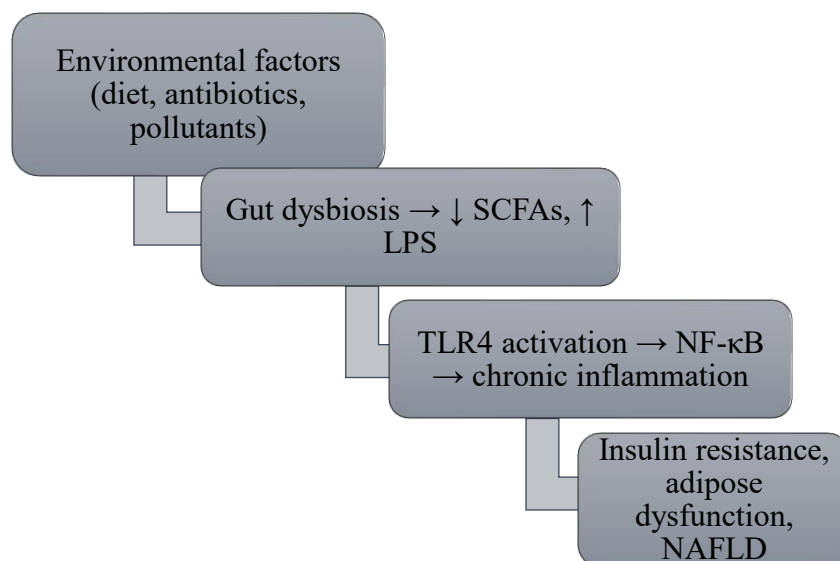 Environmental factors
(diet, antibiotics,
pollutants)
Gut dysbiosis → ↓ SCFAs, ↑
LPS
TLR4 activation → NF-κB
→ chronic inflammation
Insulin resistance,
adipose
dysfunction,
NAFLD